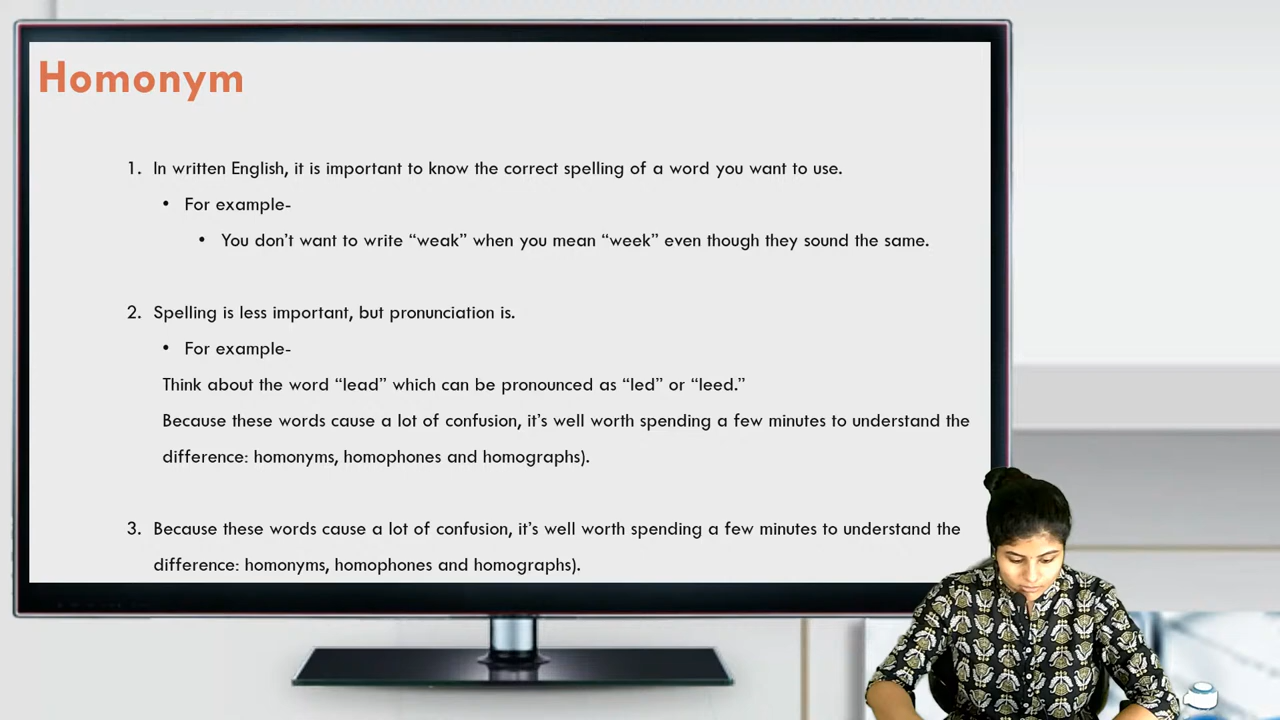 Homonym
1. In written English, it is important to know the correct spelling of a word you want to use.
• For example-
• You don’t want to write “weak” when you mean “week” even though they sound the same.
2. Spelling is less important, but pronunciation is.
• For example-
Think about the word “lead” which can be pronounced as “led” or “leed.”
Because these words cause a lot of confusion, it’s well worth spending a few minutes to understand the
difference: homonyms, homophones and homographs).
3. Because these words cause a lot of confusion, it’s well worth spending a few minutes to understand the
difference: homonyms, homophones and homographs).